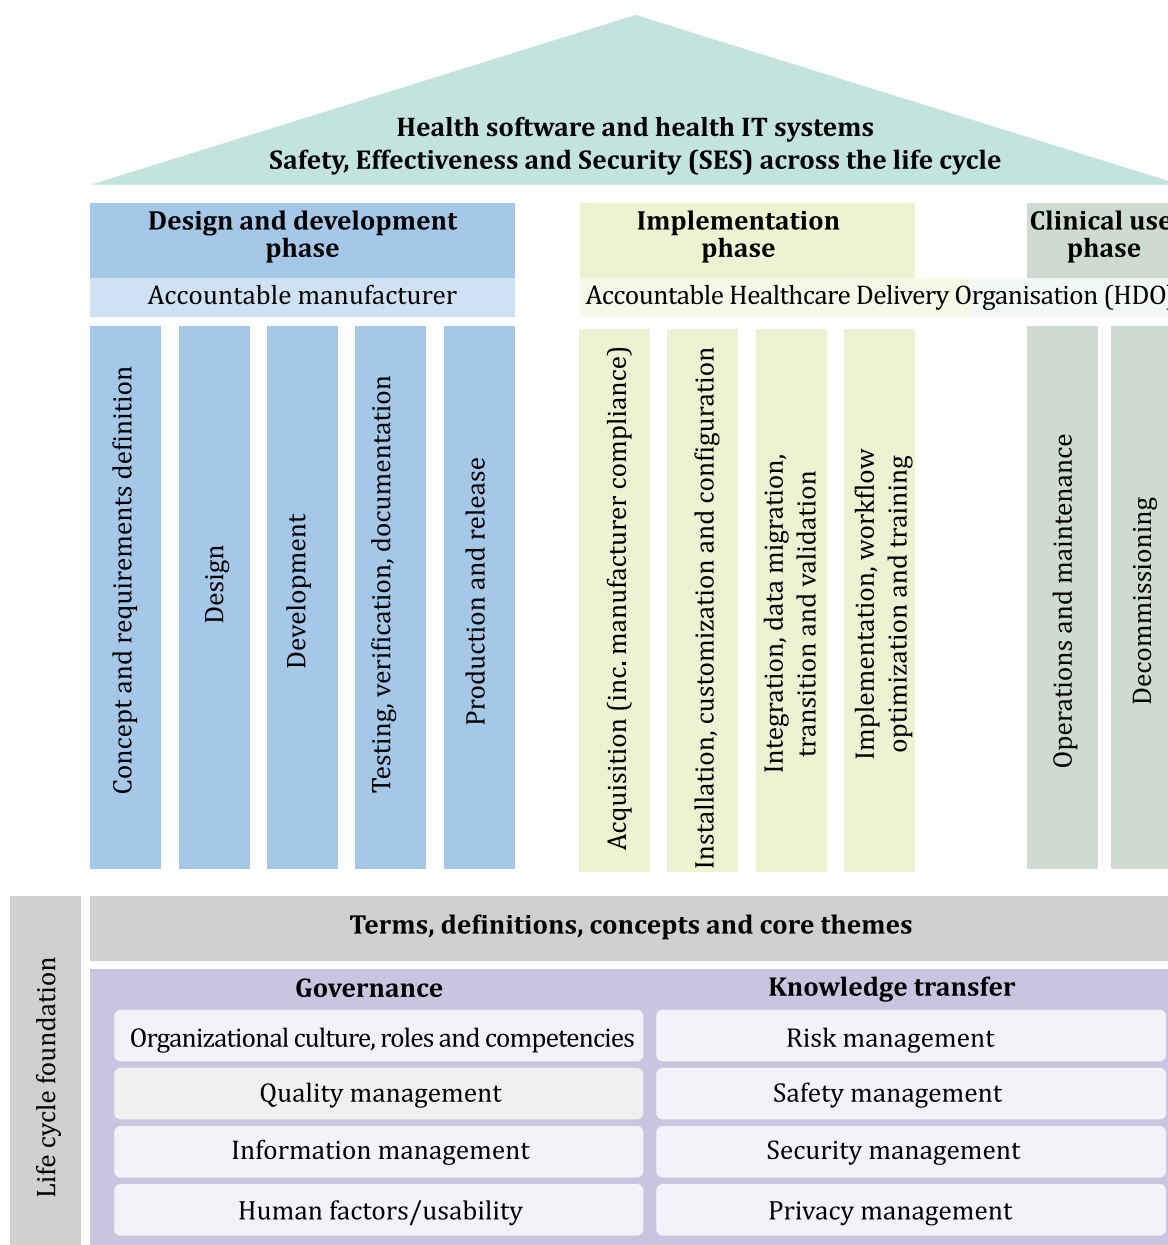 Health software and health IT systems
Safety, Effectiveness and Security (SES) across the life cycle
Design and development
phase
Accountable manufacturer
Concept and requirements definition
Design
Development
Testing, verification, documentation
Production and release
Implementation
phase
Clinical use
phase
Accountable Healthcare Delivery Organisation (HDO)
Acquisition (inc. manufacturer compliance)
Installation, customization and configuration
Integration, data migration,
transition and validation
Implementation, workflow
optimization and training
Operations and maintenance
Decommissioning
Life cycle foundation
Terms, definitions, concepts and core themes
Governance
Organizational culture, roles and competencies
Quality management
Information management
Human factors/usability
Knowledge transfer
Risk management
Safety management
Security management
Privacy management